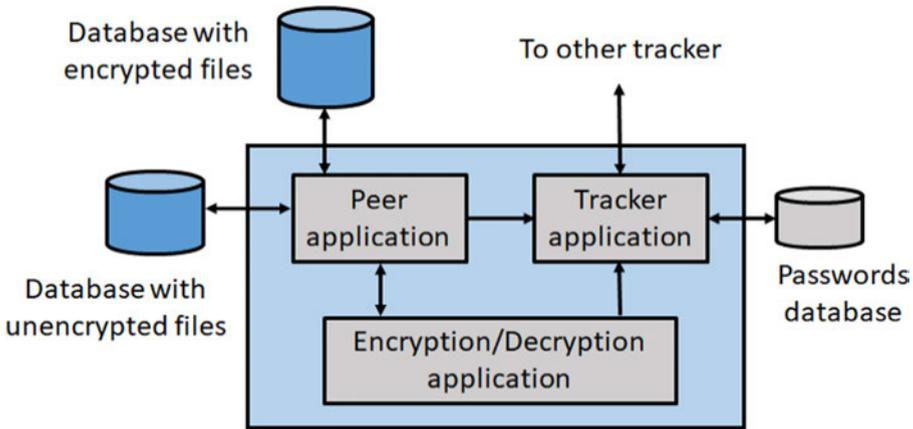 Database with
encrypted files
To other tracker
Peer
application
Tracker
application
Database with
unencrypted files
Passwords
database
Encryption/Decryption
application